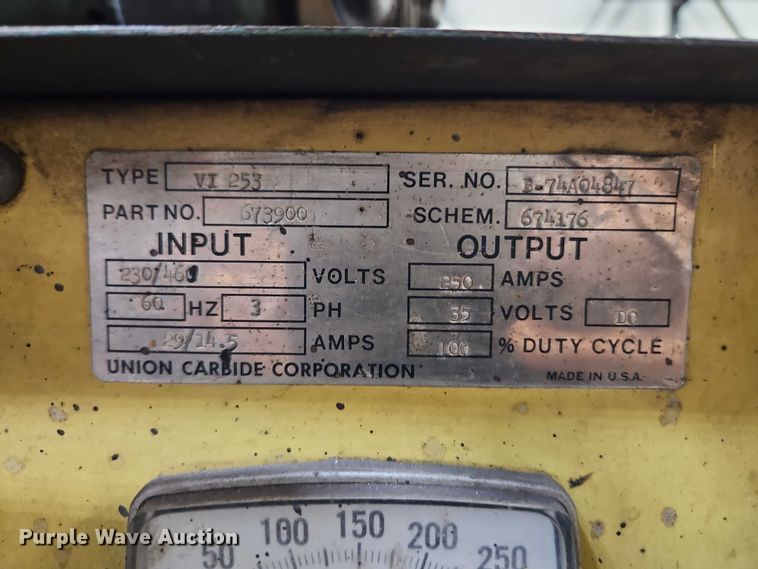 TYPE VI 253 SER. NO. B-74A04847
PART NO. 673900 SCHEM. 674176
INPUT OUTPUT
230/460 VOLTS 250 AMPS
60 HZ 3 PH 35 VOLTS DC
29/14.5 AMPS 100 % DUTY CYCLE
UNION CARBIDE CORPORATION MADE IN U.S.A.
50 100 150 200 250
Purple Wave Auction